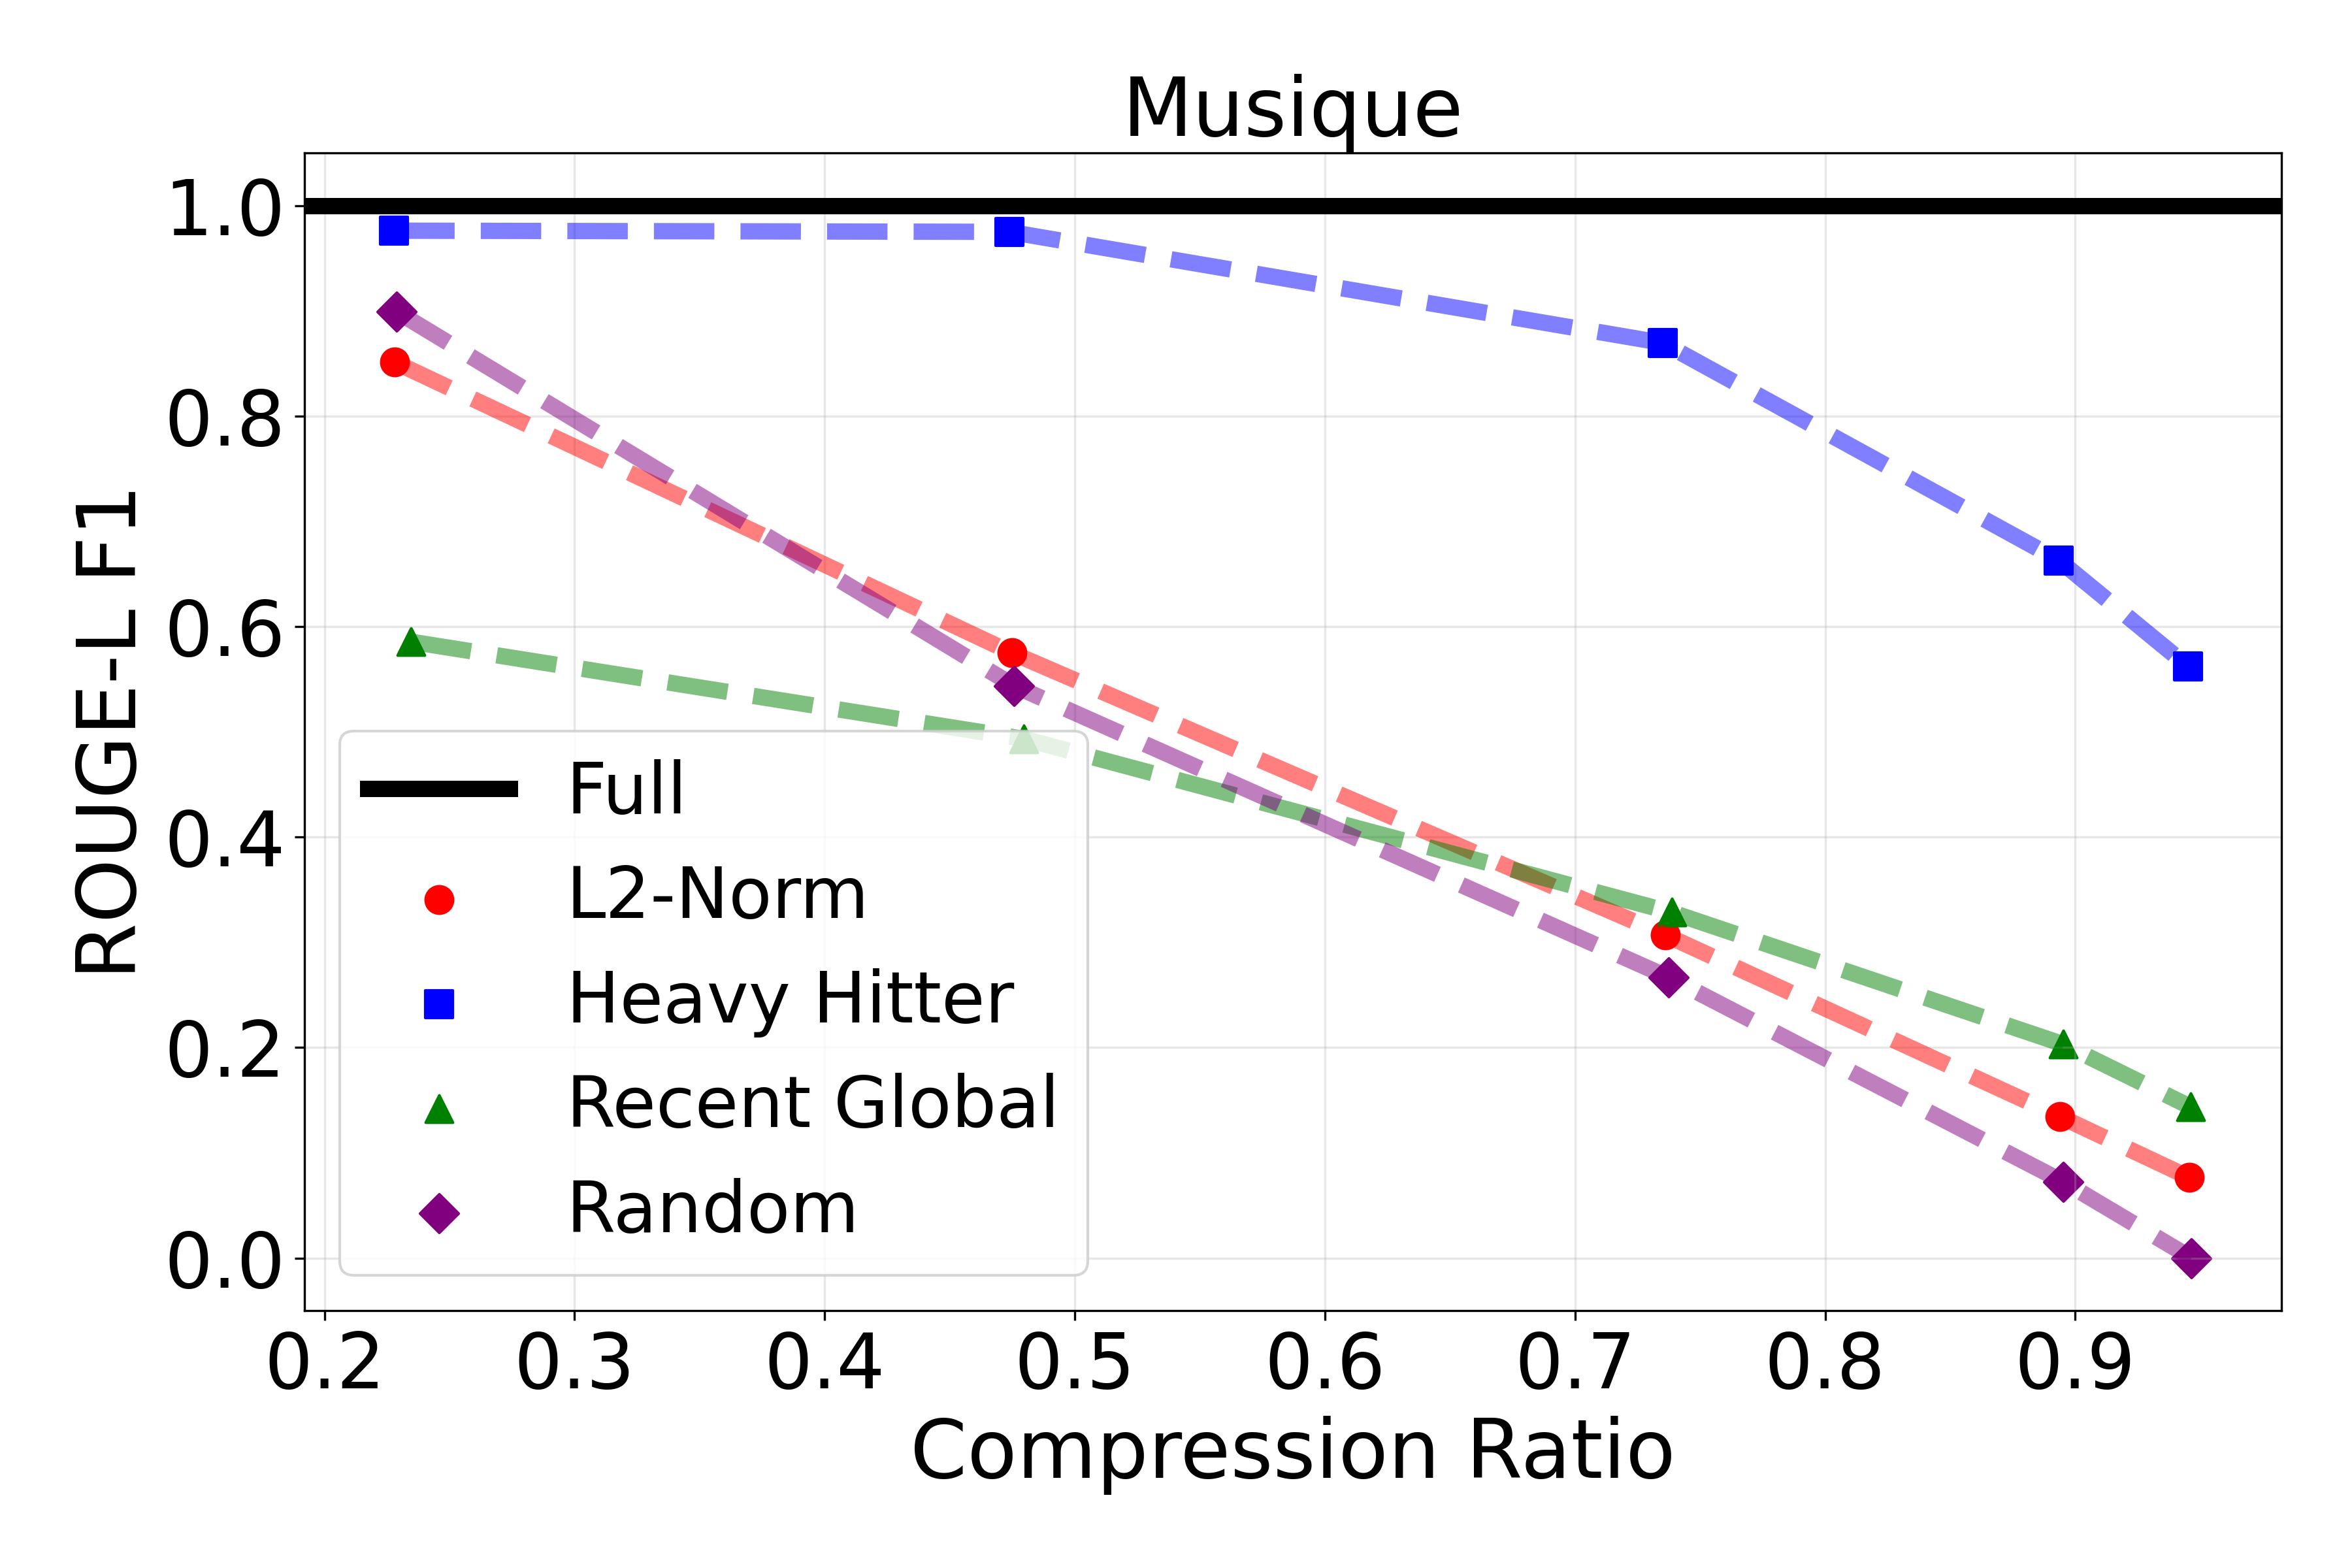 Musique
ROUGE-L F1
1.0
0.8
0.6
0.4
0.2
0.0
Full
L2-Norm
Heavy Hitter
Recent Global
Random
0.2 0.3 0.4 0.5 0.6 0.7 0.8 0.9
Compression Ratio